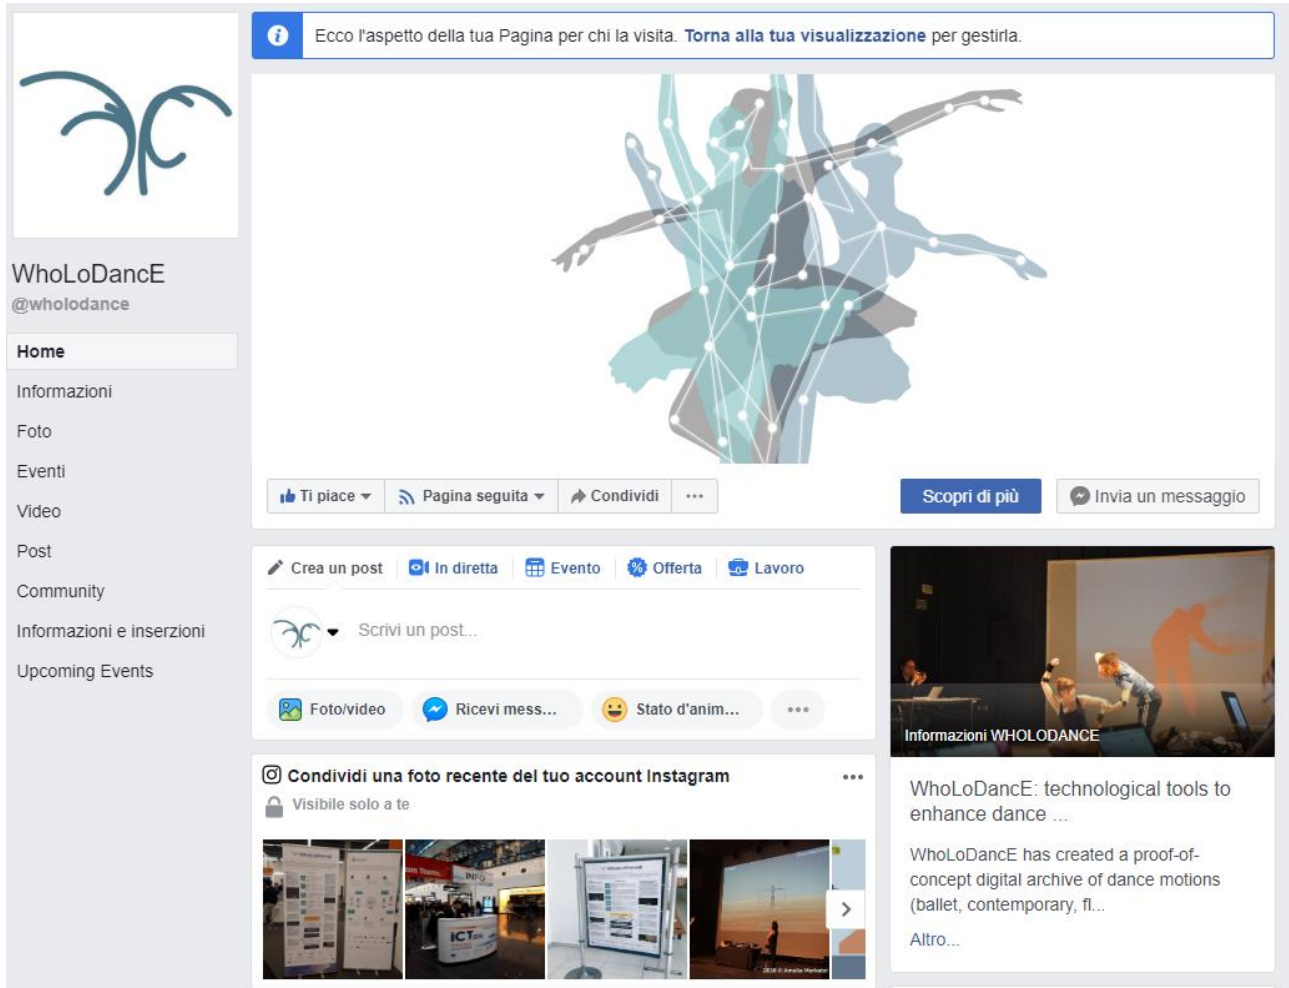 Ecco l'aspetto della tua Pagina per chi la visita. Torna alla tua visualizzazione per gestirla.
WhoLoDancE
@wholodance
Home
Informazioni
Foto
Eventi
Video
Post
Community
Informazioni e inserzioni
Upcoming Events
Ti piace
Pagina seguita
Condividi
Scopri di più
Invia un messaggio
Crea un post
In diretta
Evento
Offerta
Lavoro
Scrivi un post...
Foto/video
Ricevi mess...
Stato d'anim...
Condividi una foto recente del tuo account Instagram
Visibile solo a te
INFO
ICT
Informazioni WHOLODANCE
WhoLoDancE: technological tools to
enhance dance ...
WhoLoDancE has created a proof-of-
concept digital archive of dance motions
(ballet, contemporary, fl...
Altro...